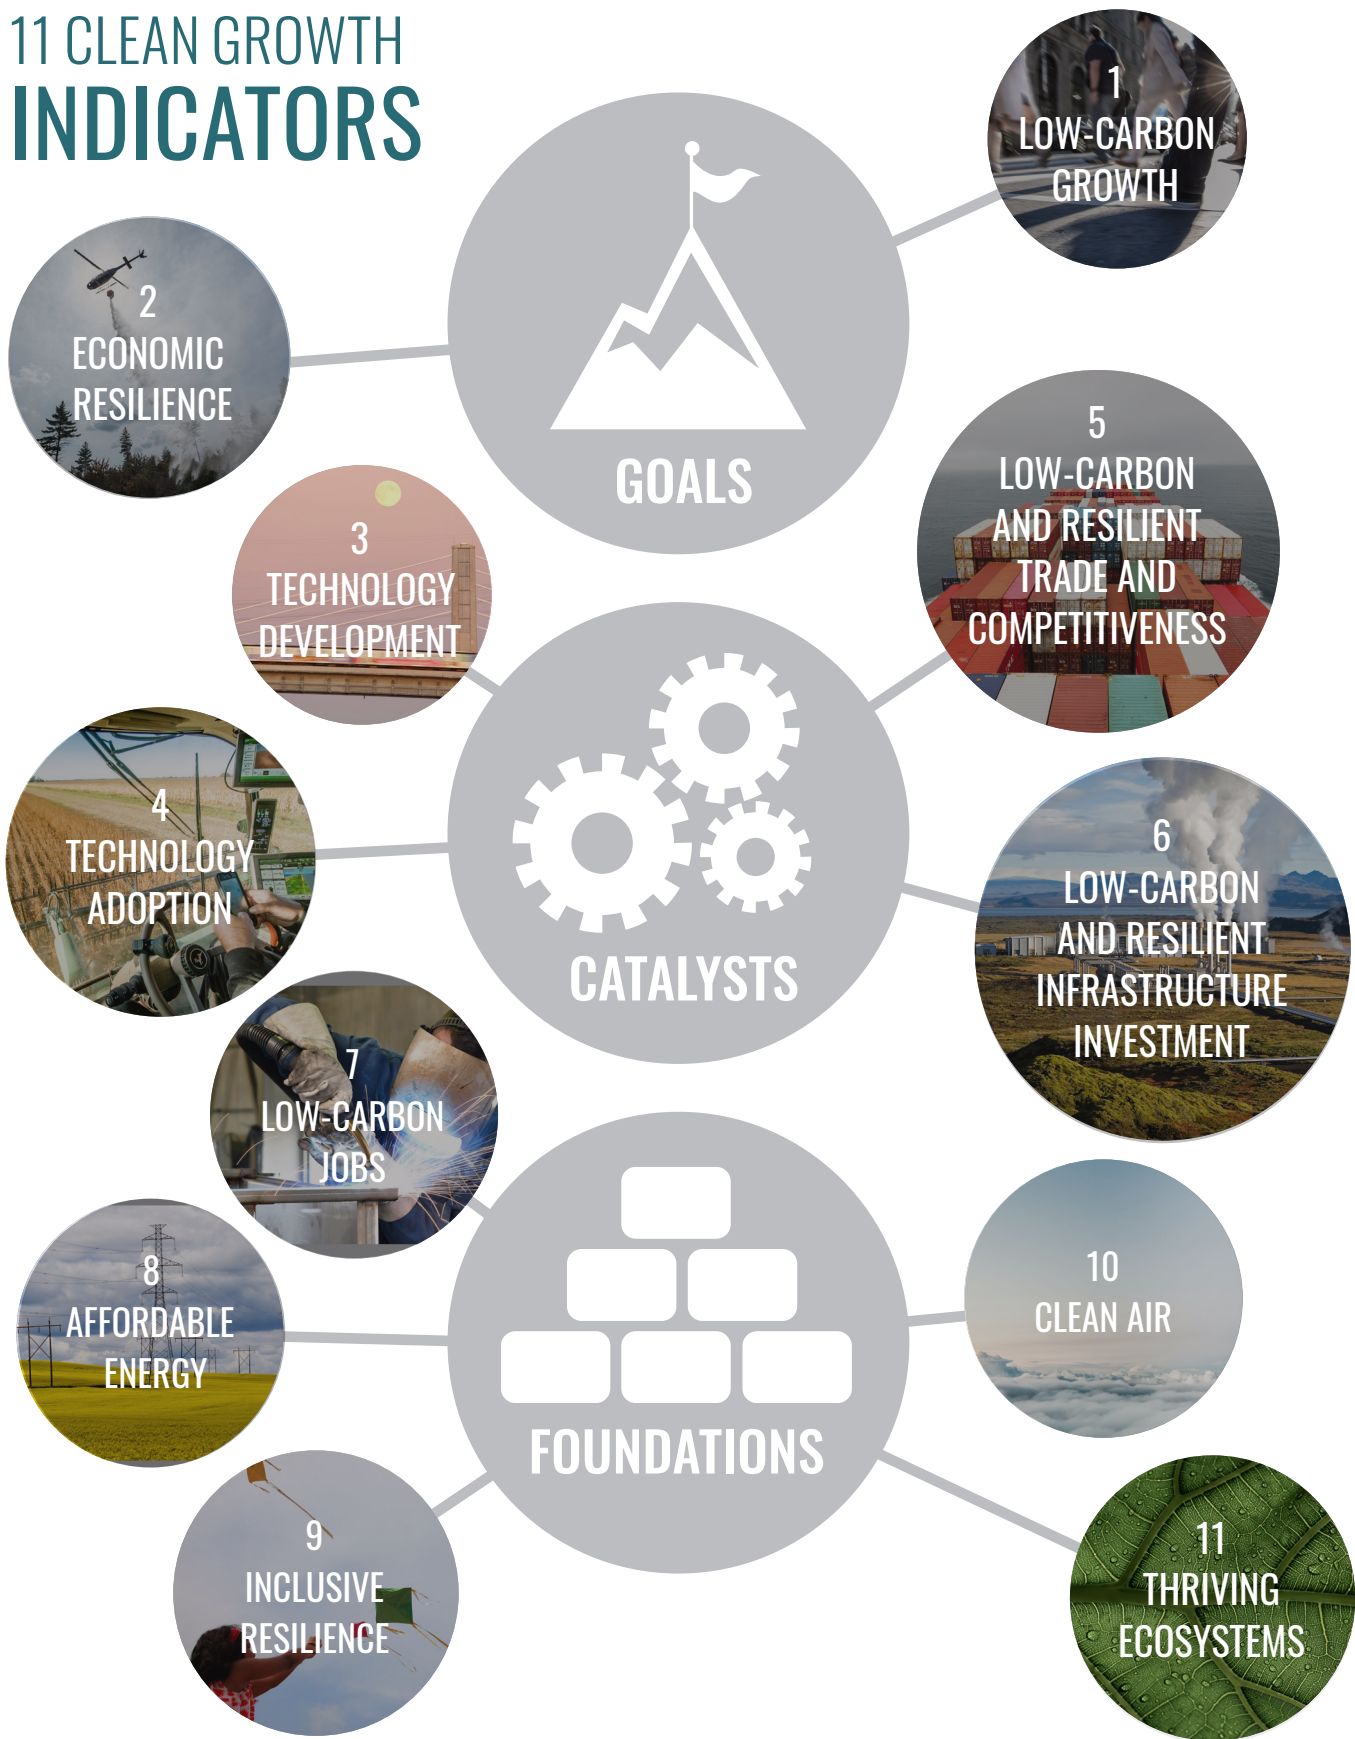 11 CLEAN GROWTH
INDICATORS
1
LOW-CARBON
GROWTH
2
ECONOMIC
RESILIENCE
GOALS
3
TECHNOLOGY
DEVELOPMENT
4
TECHNOLOGY
ADOPTION
5
LOW-CARBON
AND RESILIENT
TRADE AND
COMPETITIVENESS
6
LOW-CARBON
AND RESILIENT
INFRASTRUCTURE
INVESTMENT
CATALYSTS
7
LOW-CARBON
JOBS
8
AFFORDABLE
ENERGY
9
INCLUSIVE
RESILIENCE
10
CLEAN AIR
11
THRIVING
ECOSYSTEMS
FOUNDATIONS